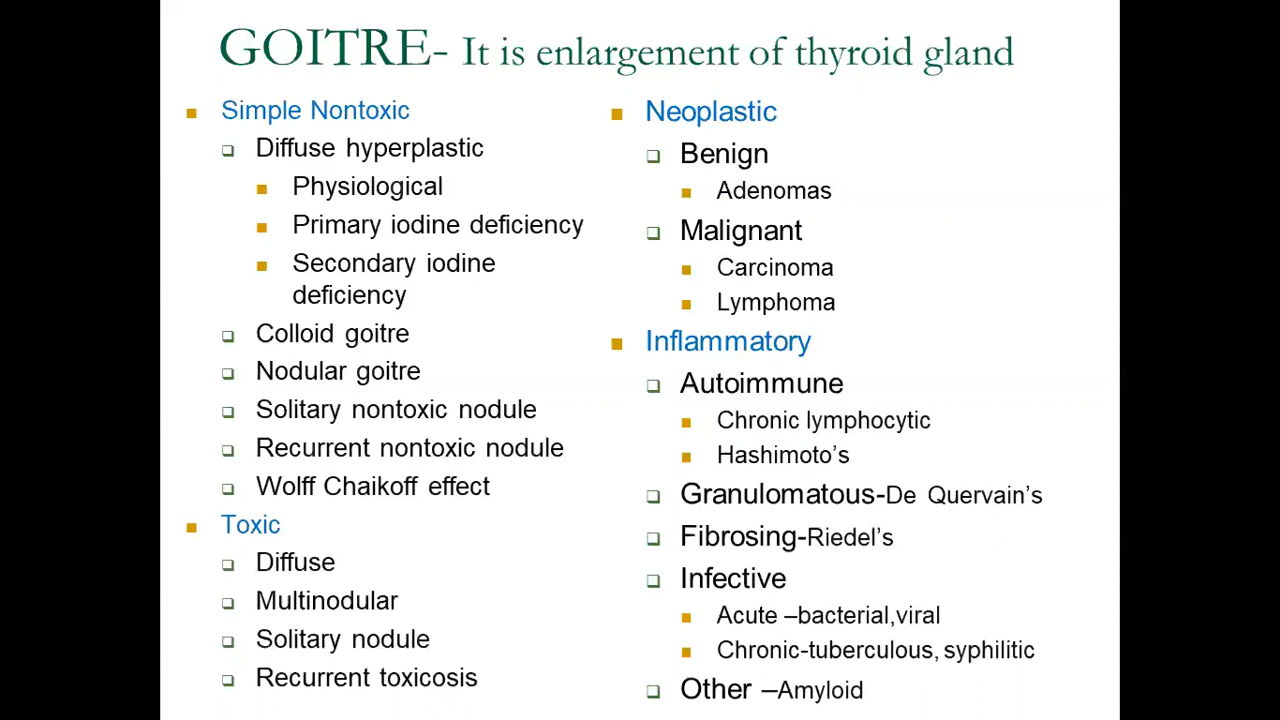 GOITRE- It is enlargement of thyroid gland
Simple Nontoxic
Diffuse hyperplastic
Physiological
Primary iodine deficiency
Secondary iodine
deficiency
Colloid goitre
Nodular goitre
Solitary nontoxic nodule
Recurrent nontoxic nodule
Wolff Chaikoff effect
Toxic
Diffuse
Multinodular
Solitary nodule
Recurrent toxicosis
Neoplastic
Benign
Adenomas
Malignant
Carcinoma
Lymphoma
Inflammatory
Autoimmune
Chronic lymphocytic
Hashimoto’s
Granulomatous-De Quervain’s
Fibrosing-Riedel’s
Infective
Acute –bacterial,viral
Chronic-tuberculous, syphilitic
Other –Amyloid